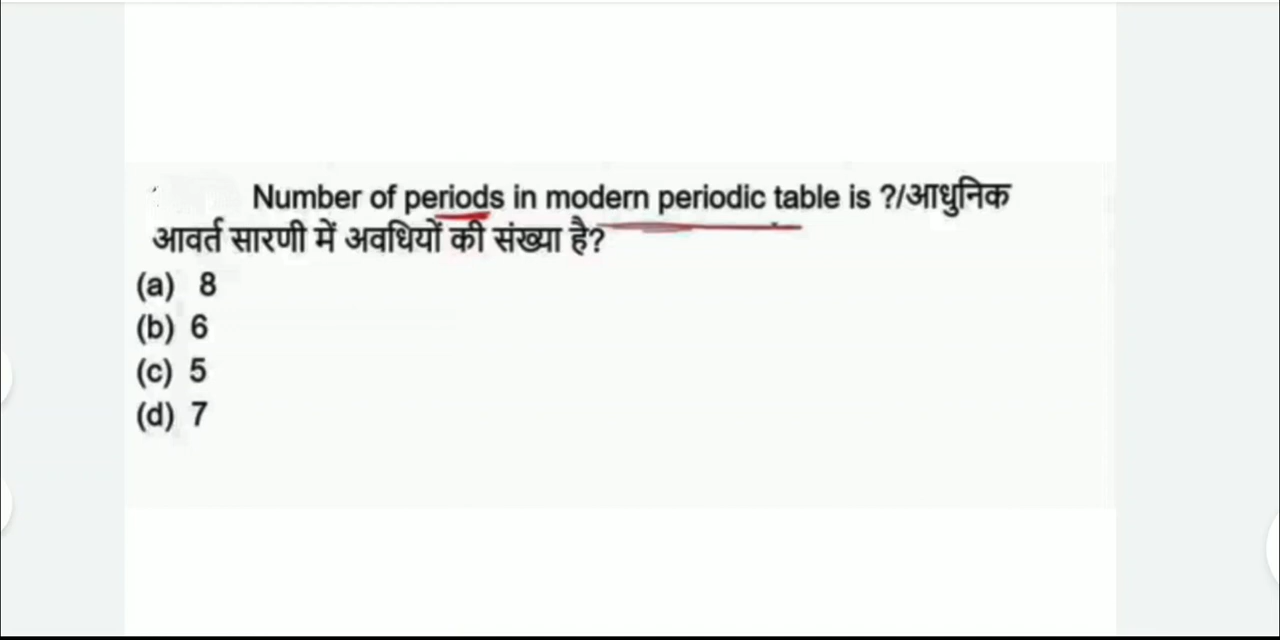 Number of periods in modern periodic table is ?/आधुनिक
आवर्त सारणी में अवधियों की संख्या है?
(a) 8
(b) 6
(c) 5
(d) 7